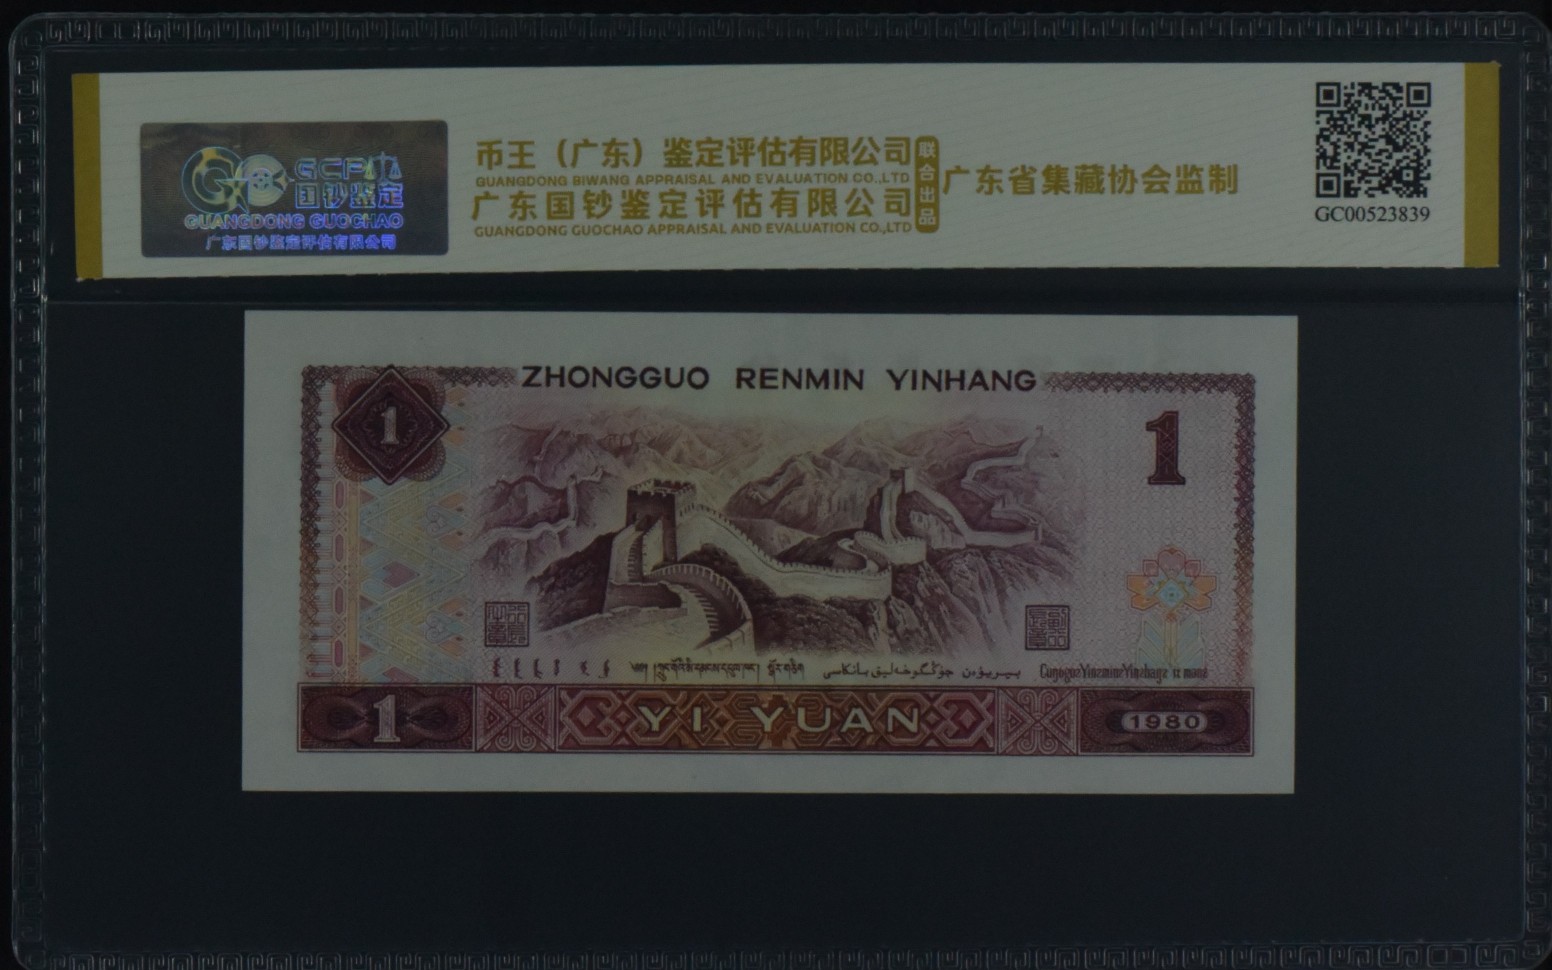 GCF
国钞鉴定
GUANGDONG GUOCHAO
广东国钞鉴定评估有限公司
币王（广东）鉴定评估有限公司
GUANGDONG BIWANG APPRAISAL AND EVALUATION CO.,LTD
广东国钞鉴定评估有限公司
GUANGDONG GUOCHAO APPRAISAL AND EVALUATION CO.,LTD
联合出品
广东省集藏协会监制
GC00523839
ZHONGGUO RENMIN YINHANG
1
1
1
YI YUAN
1980